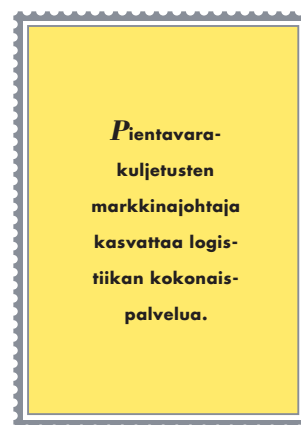 Pientavara-
kuljetusten
markkinajohtaja
kasvattaa logis-
tiikan kokonais-
palvelua.